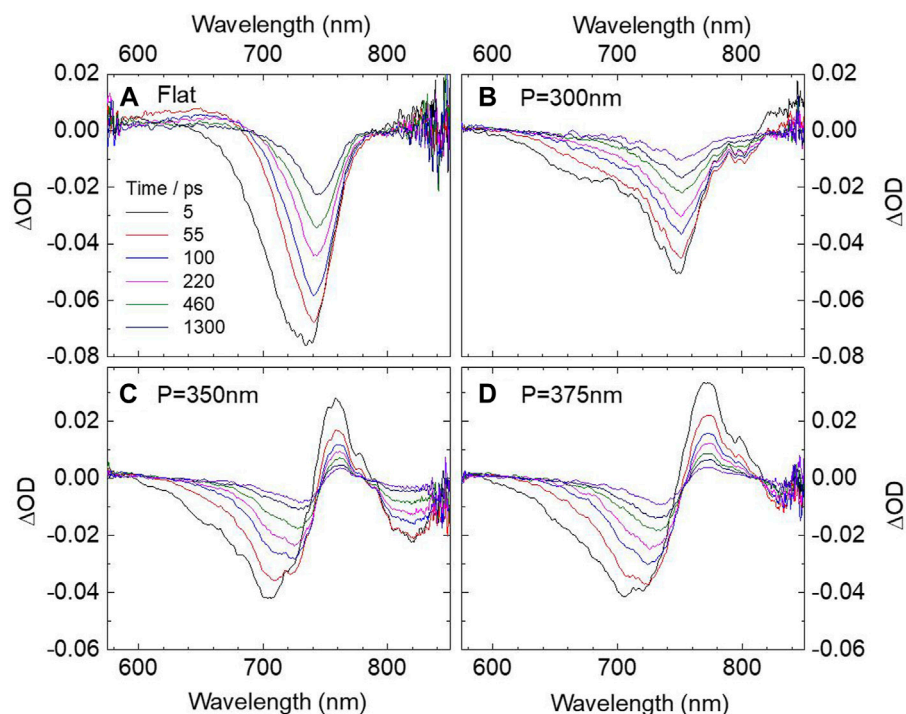 Wavelength (nm)
Wavelength (nm)
600 700 800
600 700 800
0.02
0.00
-0.02
-0.04
-0.06
-0.08
ΔOD
A Flat
Time / ps
5
55
100
220
460
1300
B P=300nm
0.02
0.00
-0.02
-0.04
-0.06
-0.08
ΔOD
0.02
0.00
-0.02
-0.04
-0.06
ΔOD
C P=350nm
D P=375nm
0.02
0.00
-0.02
-0.04
-0.06
ΔOD
600 700 800
600 700 800
Wavelength (nm)
Wavelength (nm)